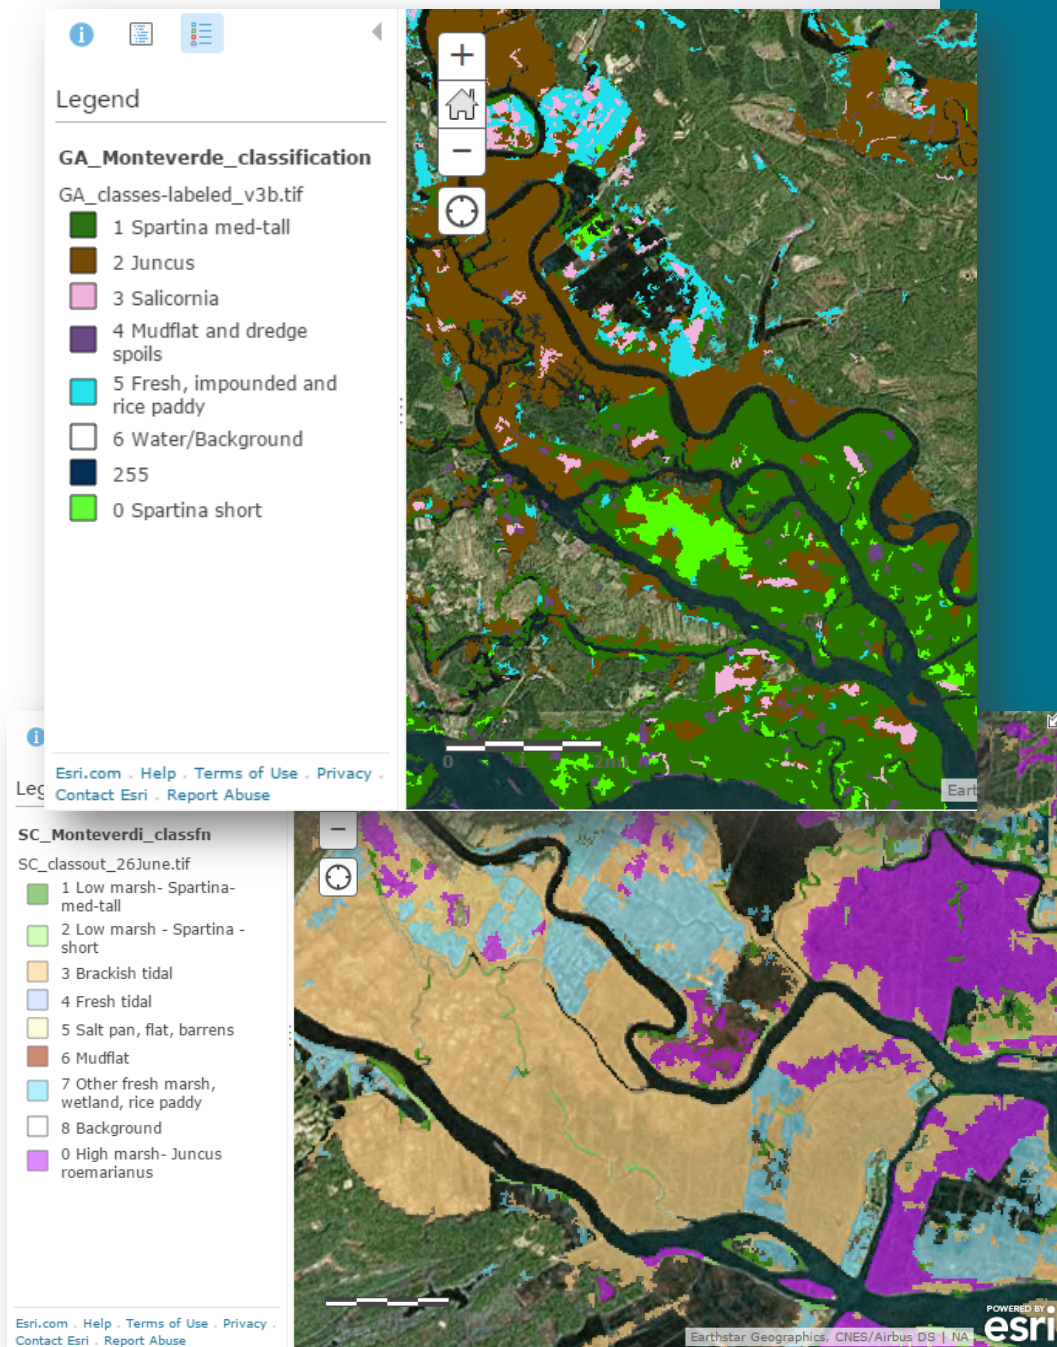 Legend
GA_Monteverde_classification
GA_classes-labeled_v3b.tif
1 Spartina med-tall
2 Juncus
3 Salicornia
4 Mudflat and dredge
spoils
5 Fresh, impounded and
rice paddy
6 Water/Background
255
0 Spartina short
Esri.com . Help . Terms of Use . Privacy .
Contact Esri . Report Abuse
0 1 2mi
Eart
Leg
SC_Monteverdi_classfn
SC_classout_26June.tif
1 Low marsh- Spartina-
med-tall
2 Low marsh - Spartina -
short
3 Brackish tidal
4 Fresh tidal
5 Salt pan, flat, barrens
6 Mudflat
7 Other fresh marsh,
wetland, rice paddy
8 Background
0 High marsh- Juncus
roemarianus
Esri.com . Help . Terms of Use . Privacy .
Contact Esri . Report Abuse
Earthstar Geographics, CNES/Airbus DS | NA
POWERED BY
esri